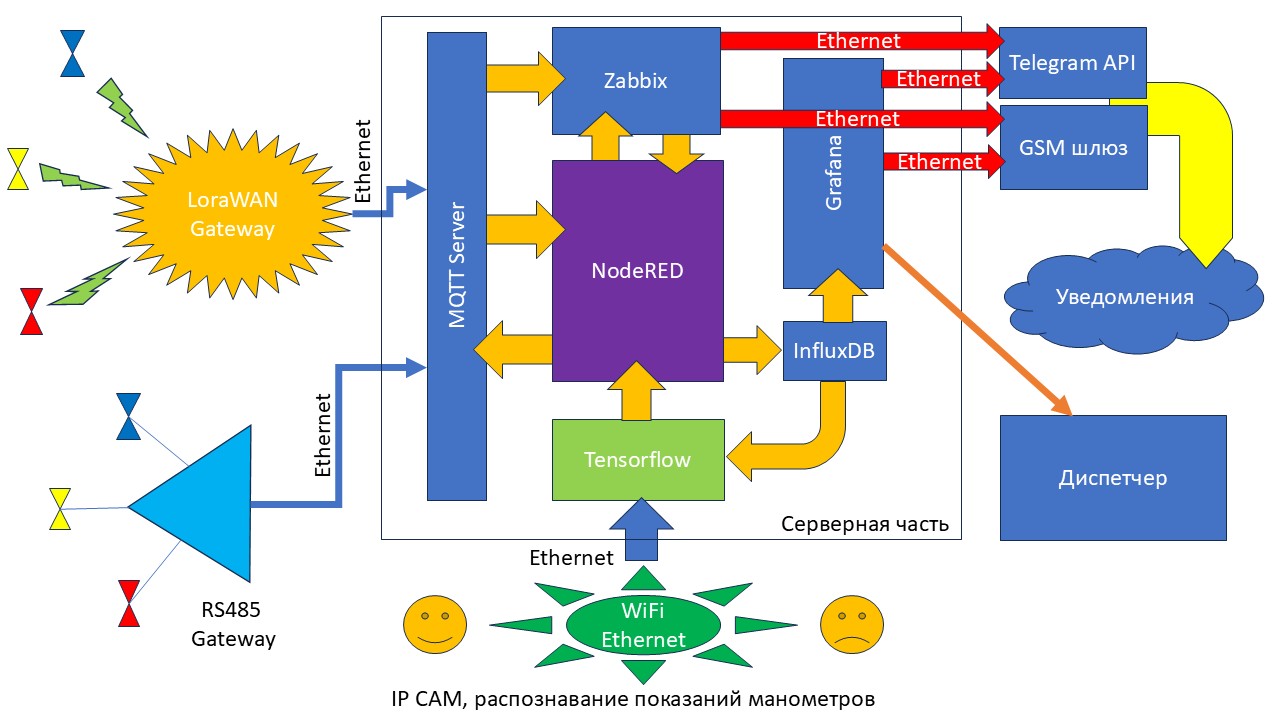 Ethernet
Telegram API
Zabbix
Ethernet
Ethernet
GSM шлюз
Ethernet
Ethernet
Grafana
LoraWAN
Gateway
MQTT Server
NodeRED
Уведомления
InfluxDB
Ethernet
Tensorflow
Диспетчер
Серверная часть
Ethernet
RS485
Gateway
WiFi
Ethernet
IP CAM, распознавание показаний манометров